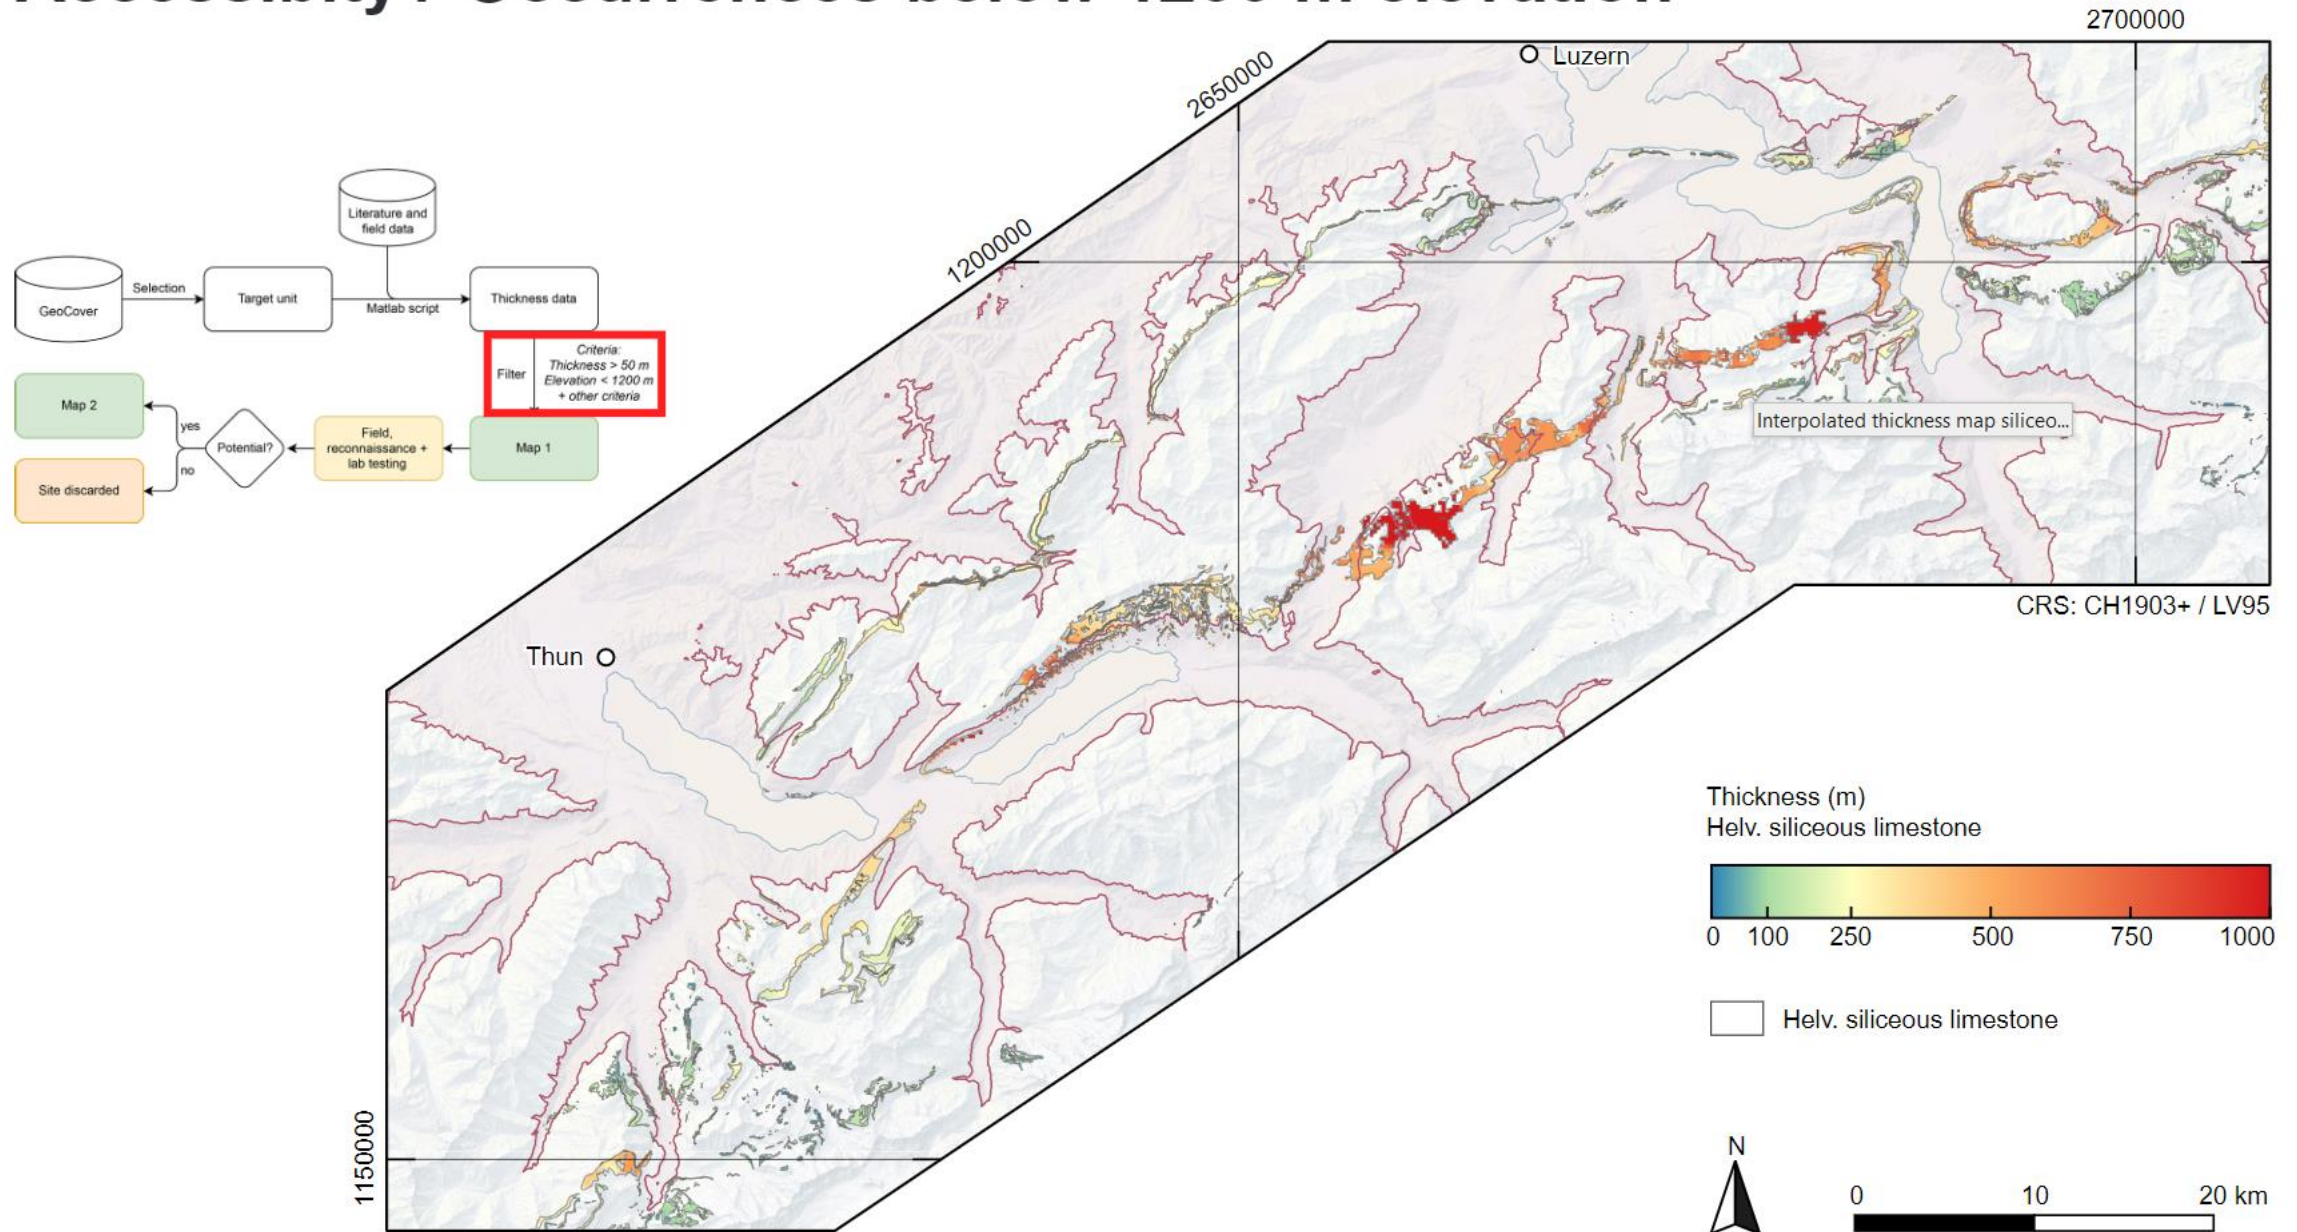 2700000
Luzern
2650000
1200000
Literature and
field data
GeoCover
Selection
Target unit
Matlab script
Thickness data
Filter
Criteria:
Thickness > 50 m
Elevation < 1200 m
+ other criteria
Map 2
yes
Potential?
no
Field,
reconnaissance +
lab testing
Map 1
Site discarded
Interpolated thickness map siliceo...
CRS: CH1903+ / LV95
Thun
Thickness (m)
Helv. siliceous limestone
0 100 250 500 750 1000
Helv. siliceous limestone
1150000
N
0 10 20 km